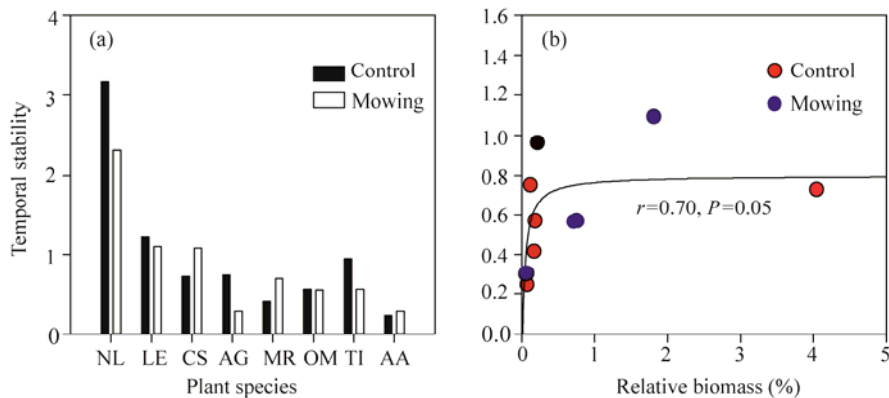 (a)
Control
Mowing
4
3
2
1
0
Temporal stability
NL LE CS AG MR OM TI AA
Plant species
(b)
Control
Mowing
1.6
1.4
1.2
1.0
0.8
0.6
0.4
0.2
0.0
r=0.70, P=0.05
0 1 2 3 4 5
Relative biomass (%)